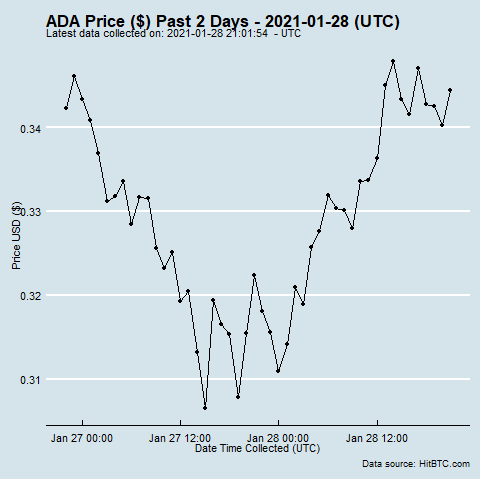 ADA Price ($) Past 2 Days - 2021-01-28 (UTC)
Latest data collected on: 2021-01-28 21:01:54 - UTC
0.34
0.33
0.32
0.31
Price USD ($)
Jan 27 00:00
Jan 27 12:00
Jan 28 00:00
Jan 28 12:00
Date Time Collected (UTC)
Data source: HitBTC.com